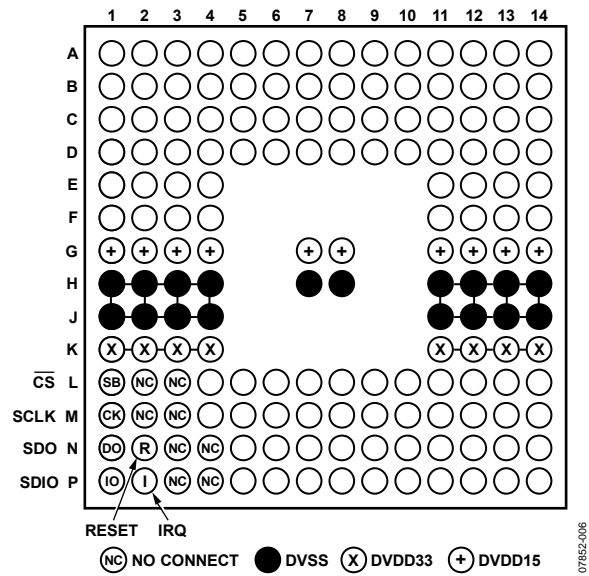 1 2 3 4 5 6 7 8 9 10 11 12 13 14
A
B
C
D
E
F
G + + + + + + + + + +
H
J
K X X X X X X X X
CS L SB NC NC
SCLK M CK NC NC
SDO N DO R NC NC
SDIO P IO I NC NC
RESET IRQ
NC NO CONNECT DVSS X DVDD33 + DVDD15
07852-006